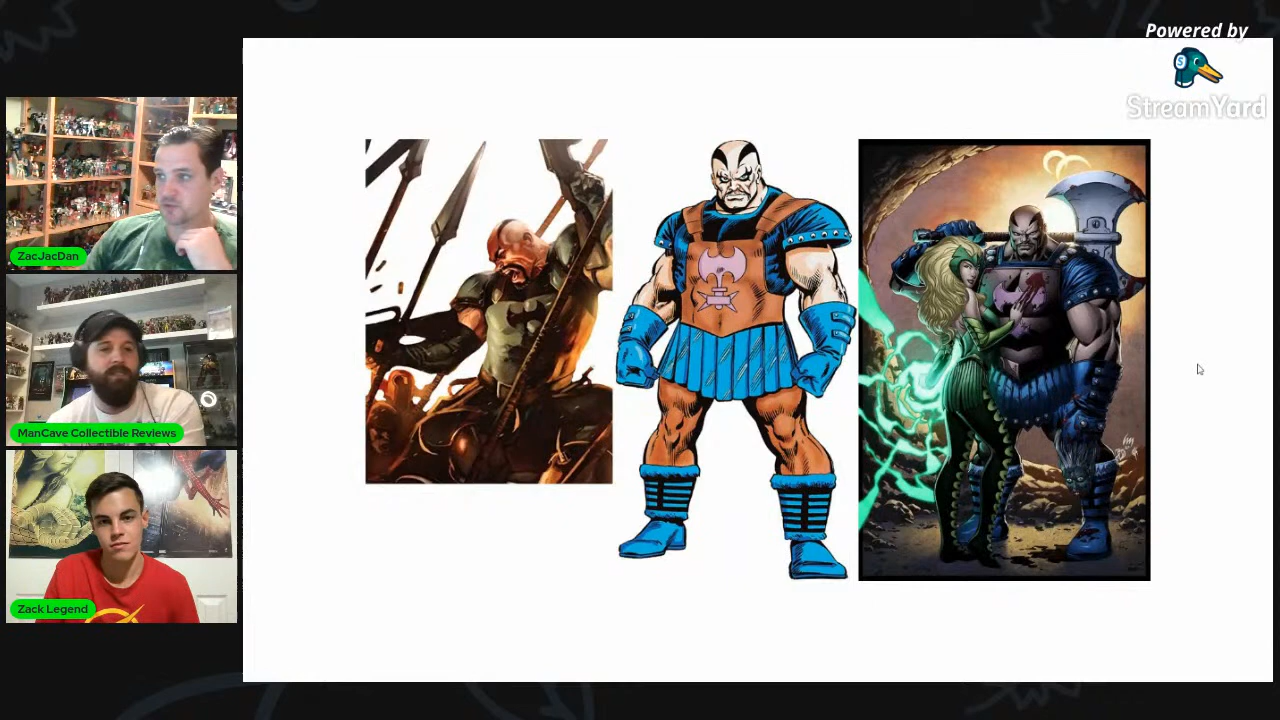 Powered by
S
StreamYard
ZacJacDan
ManCave Collectible Reviews
Zack Legend